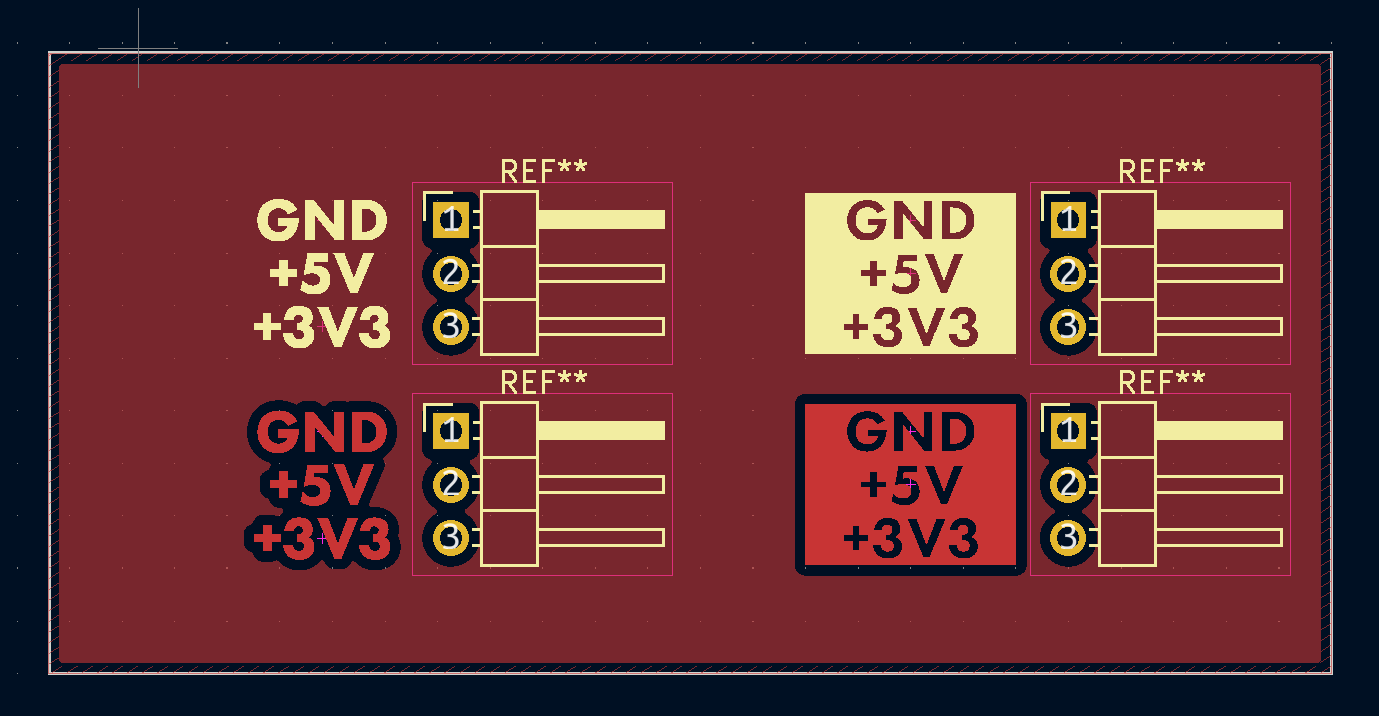 REF** REF**
GND 1 GND 1
+5V 2 +5V 2
+3V3 3 +3V3 3
REF** REF**
GND 1 GND 1
+5V 2 +5V 2
+3V3 3 +3V3 3